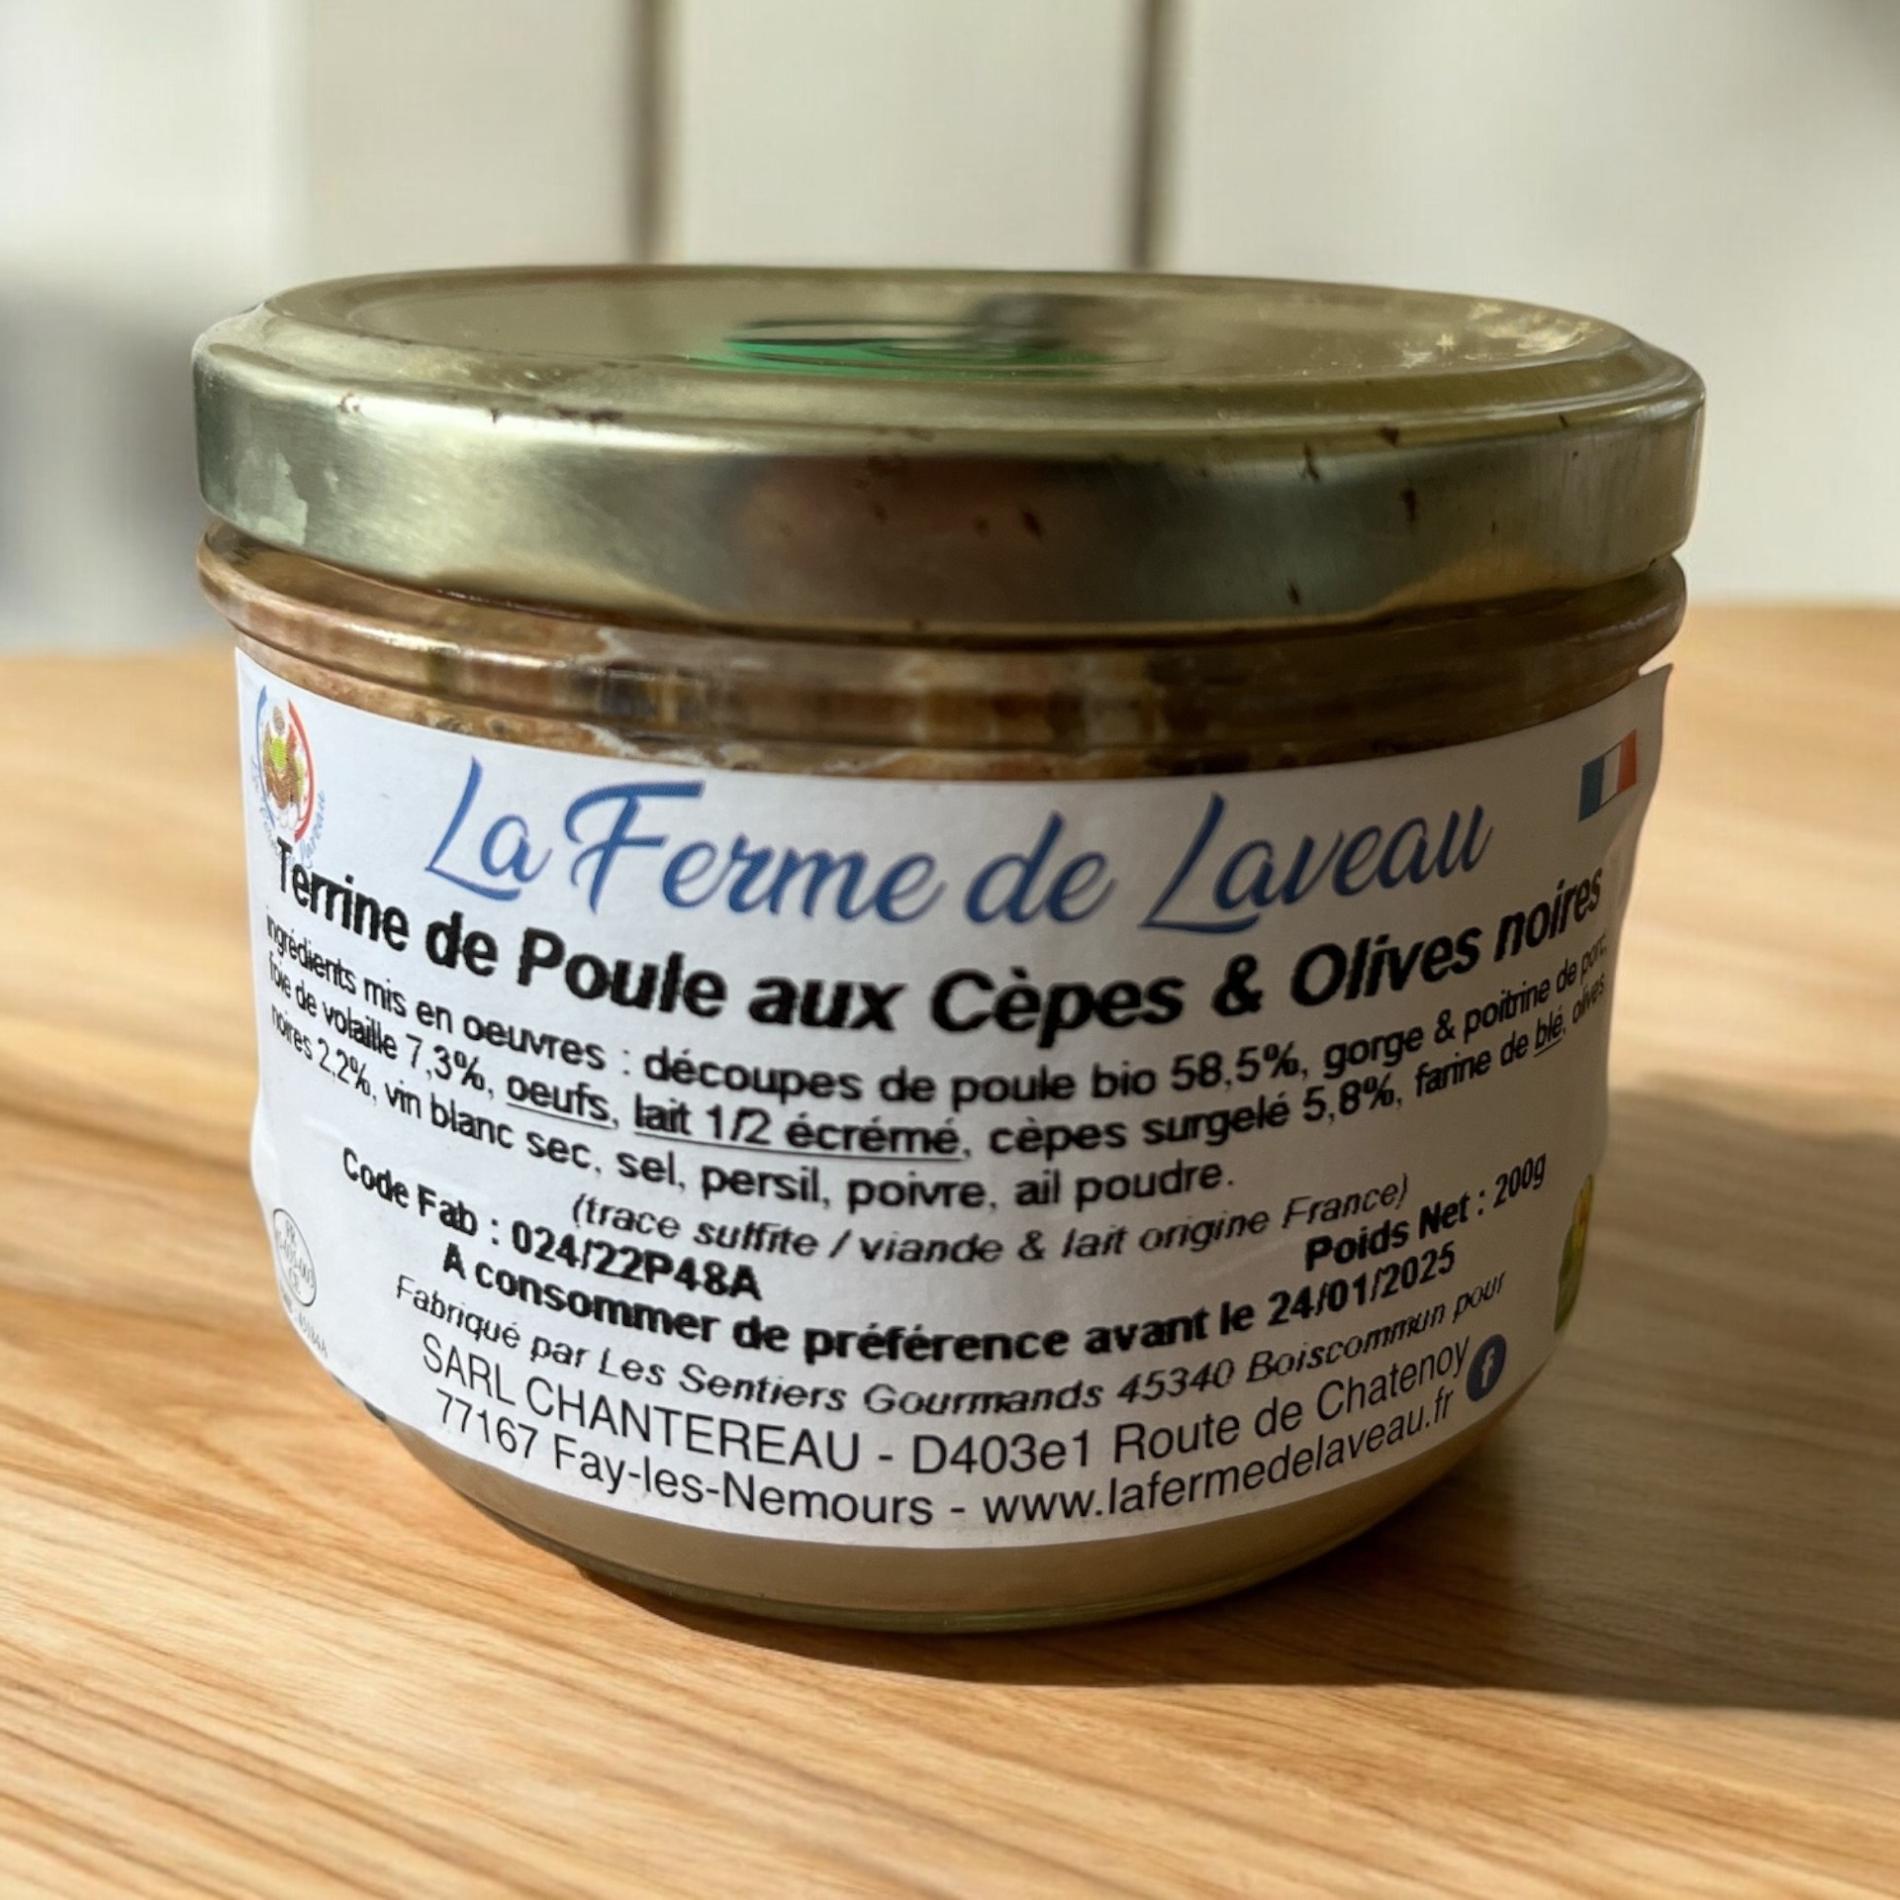 La Ferme de Laveau
Terrine de Poule aux Cèpes & Olives noires
ingrédients mis en oeuvres : découpes de poule bio 58,5%, gorge & poitrine de porc,
foie de volaille 7,3%, oeufs, lait 1/2 écrémé, cèpes surgelé 5,8%, farine de blé, olives
noires 2,2%, vin blanc sec, sel, persil, poivre, ail poudre.
(trace sulfite / viande & lait origine France)
Code Fab : 024/22P48A
Poids Net : 200g
A consommer de préférence avant le 24/01/2025
Fabriqué par Les Sentiers Gourmands 45340 Boiscommun pour
SARL CHANTEREAU - D403e1 Route de Chatenoy
77167 Fay-les-Nemours - www.lafermedelaveau.fr
f